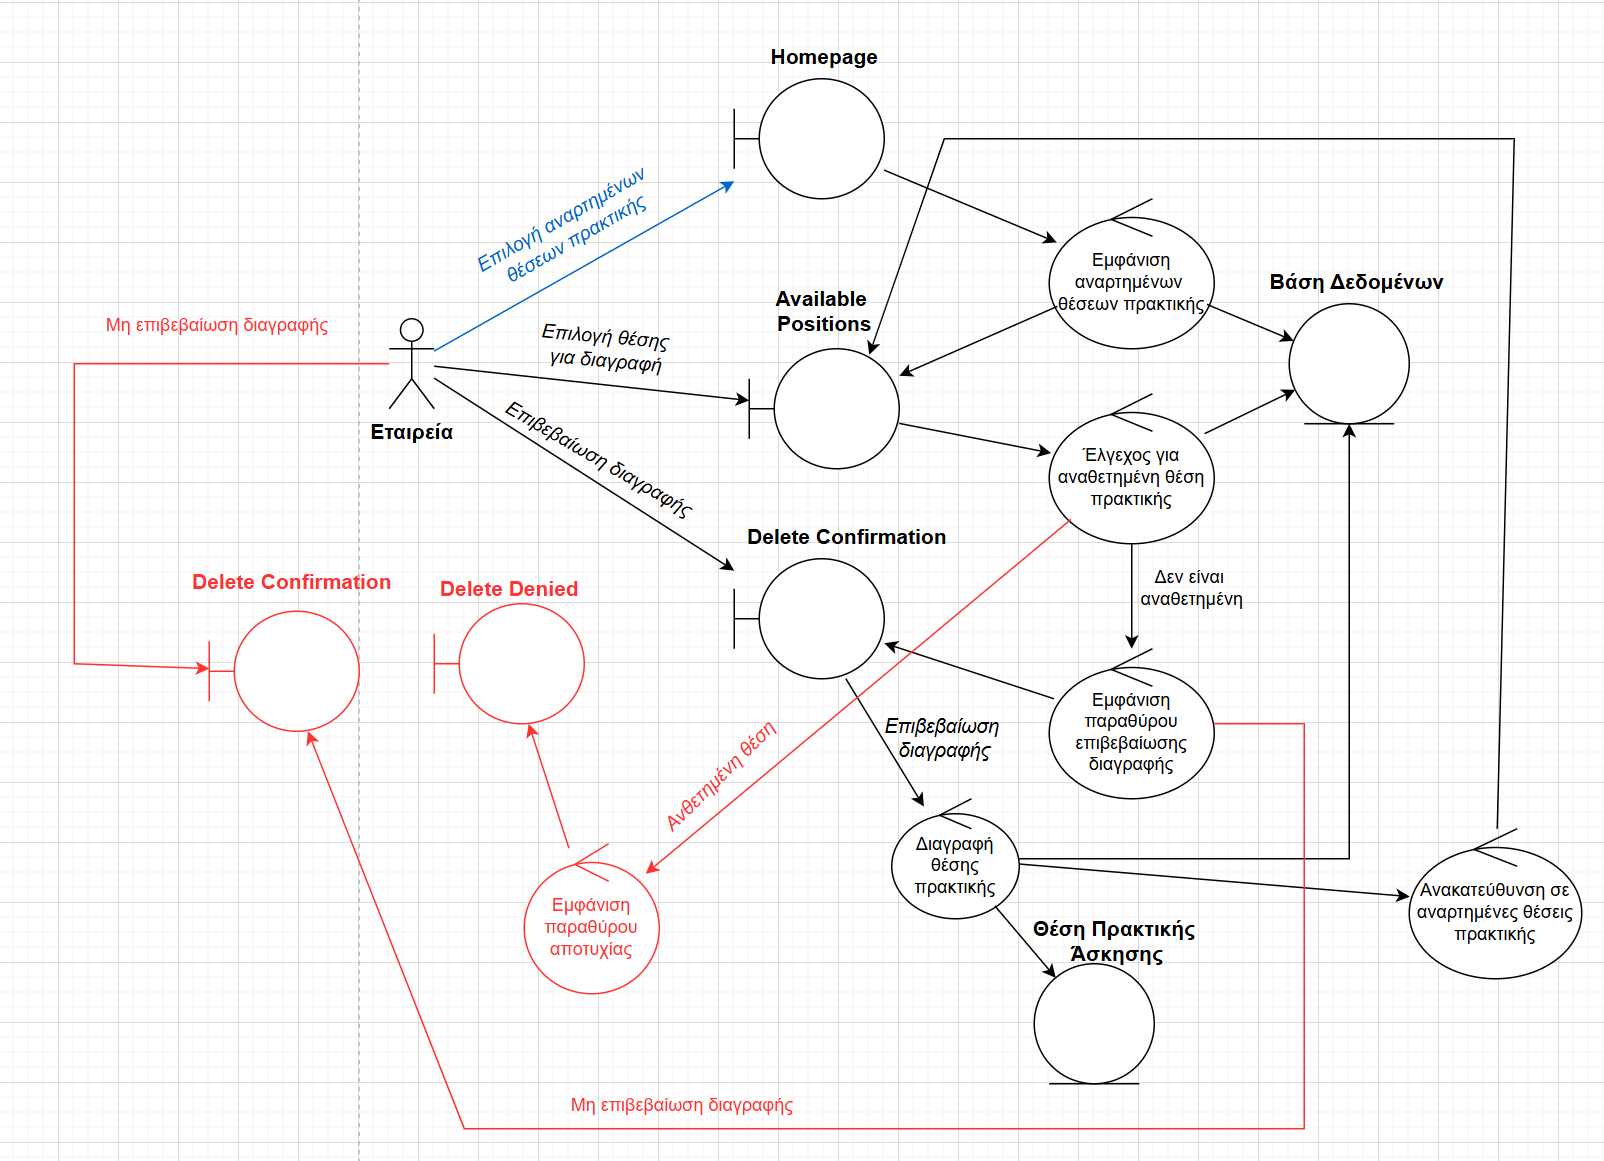 Homepage
Επιλογή αναρτημένων
θέσεων πρακτικής
Εμφάνιση
αναρτημένων
θέσεων πρακτικής
Βάση Δεδομένων
Available
Positions
Μη επιβεβαίωση διαγραφής
Επιλογή θέσης
για διαγραφή
Εταιρεία
Επιβεβαίωση διαγραφής
Έλγεχος για
αναθετημένη θέση
πρακτικής
Delete Confirmation
Δεν είναι
αναθετημένη
Delete Confirmation
Delete Denied
Εμφάνιση
παραθύρου
επιβεβαίωσης
διαγραφής
Επιβεβαίωση
διαγραφής
Ανθετημένη θέση
Διαγραφή
θέσης
πρακτικής
Ανακατεύθυνση σε
αναρτημένες θέσεις
πρακτικής
Εμφάνιση
παραθύρου
αποτυχίας
Θέση Πρακτικής
Άσκησης
Μη επιβεβαίωση διαγραφής